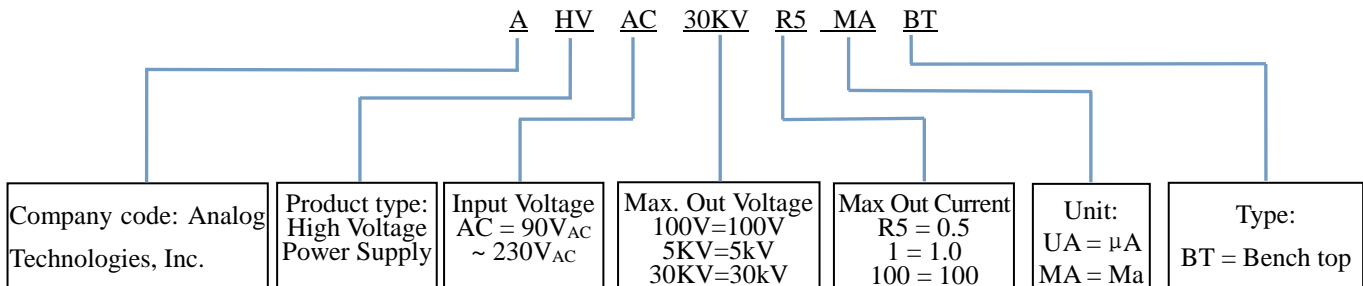 A HV AC 30KV R5 MA BT
Company code: Analog
Technologies, Inc.
Product type:
High Voltage
Power Supply
Input Voltage
AC = 90VAC
~ 230VAC
Max. Out Voltage
100V=100V
5KV=5kV
30KV=30kV
Max Out Current
R5 = 0.5
1 = 1.0
100 = 100
Unit:
UA = μA
MA = Ma
Type:
BT = Bench top